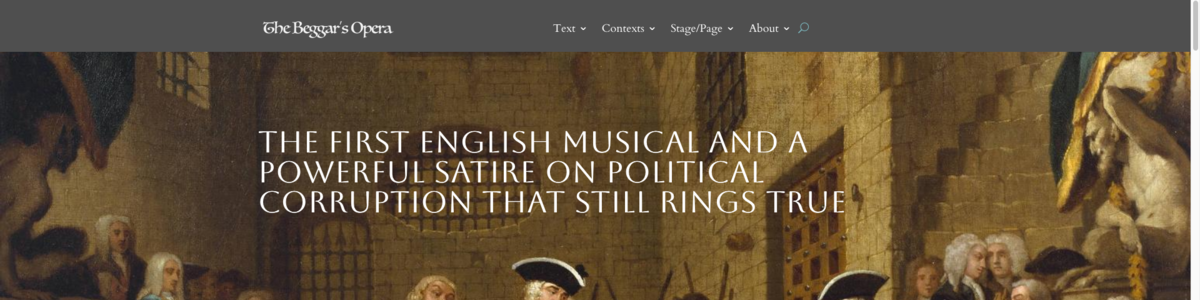 The Beggar's Opera
Text Contexts Stage/Page About
THE FIRST ENGLISH MUSICAL AND A
POWERFUL SATIRE ON POLITICAL
CORRUPTION THAT STILL RINGS TRUE